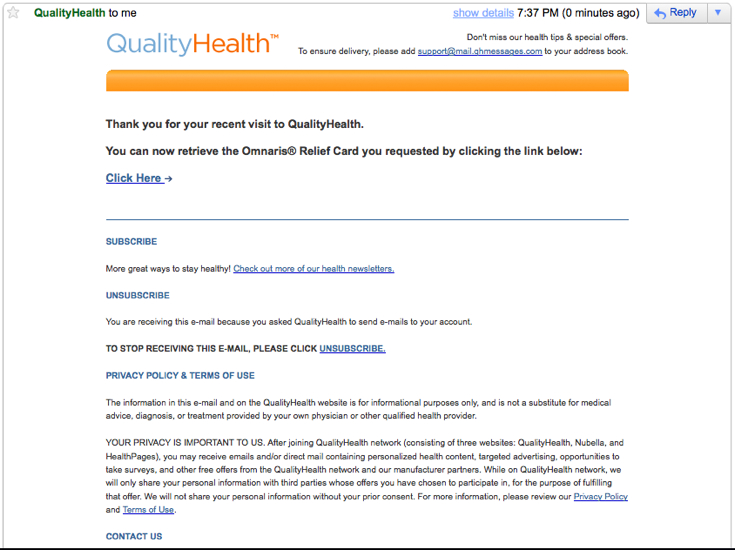 QualityHealth to me show details 7:37 PM (0 minutes ago) Reply
QualityHealth™
Don't miss our health tips & special offers.
To ensure delivery, please add support@mail.qhmessages.com to your address book.
Thank you for your recent visit to QualityHealth.
You can now retrieve the Omnaris® Relief Card you requested by clicking the link below:
Click Here →
SUBSCRIBE
More great ways to stay healthy! Check out more of our health newsletters.
UNSUBSCRIBE
You are receiving this e-mail because you asked QualityHealth to send e-mails to your account.
TO STOP RECEIVING THIS E-MAIL, PLEASE CLICK UNSUBSCRIBE.
PRIVACY POLICY & TERMS OF USE
The information in this e-mail and on the QualityHealth website is for informational purposes only, and is not a substitute for medical
advice, diagnosis, or treatment provided by your own physician or other qualified health provider.
YOUR PRIVACY IS IMPORTANT TO US. After joining QualityHealth network (consisting of three websites: QualityHealth, Nubella, and
HealthPages), you may receive emails and/or direct mail containing personalized health content, targeted advertising, opportunities to
take surveys, and other free offers from the QualityHealth network and our manufacturer partners. While on QualityHealth network, we
will only share your personal information with third parties whose offers you have chosen to participate in, for the purpose of fulfilling
that offer. We will not share your personal information without your prior consent. For more information, please review our Privacy Policy
and Terms of Use.
CONTACT US